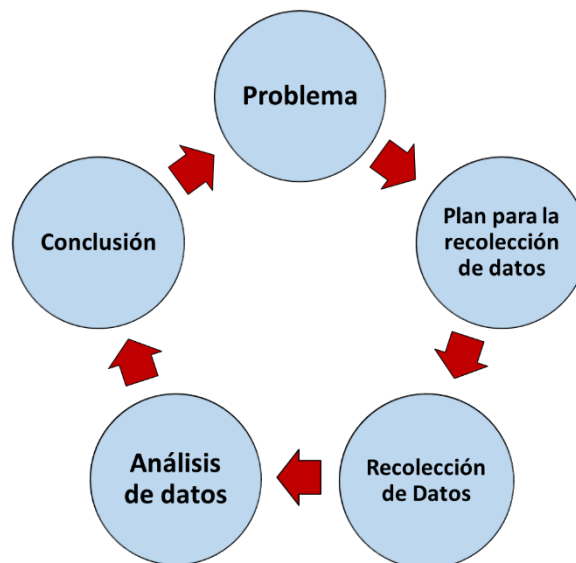 Problema
Plan para la
recolección
de datos
Recolección
de Datos
Análisis
de datos
Conclusión